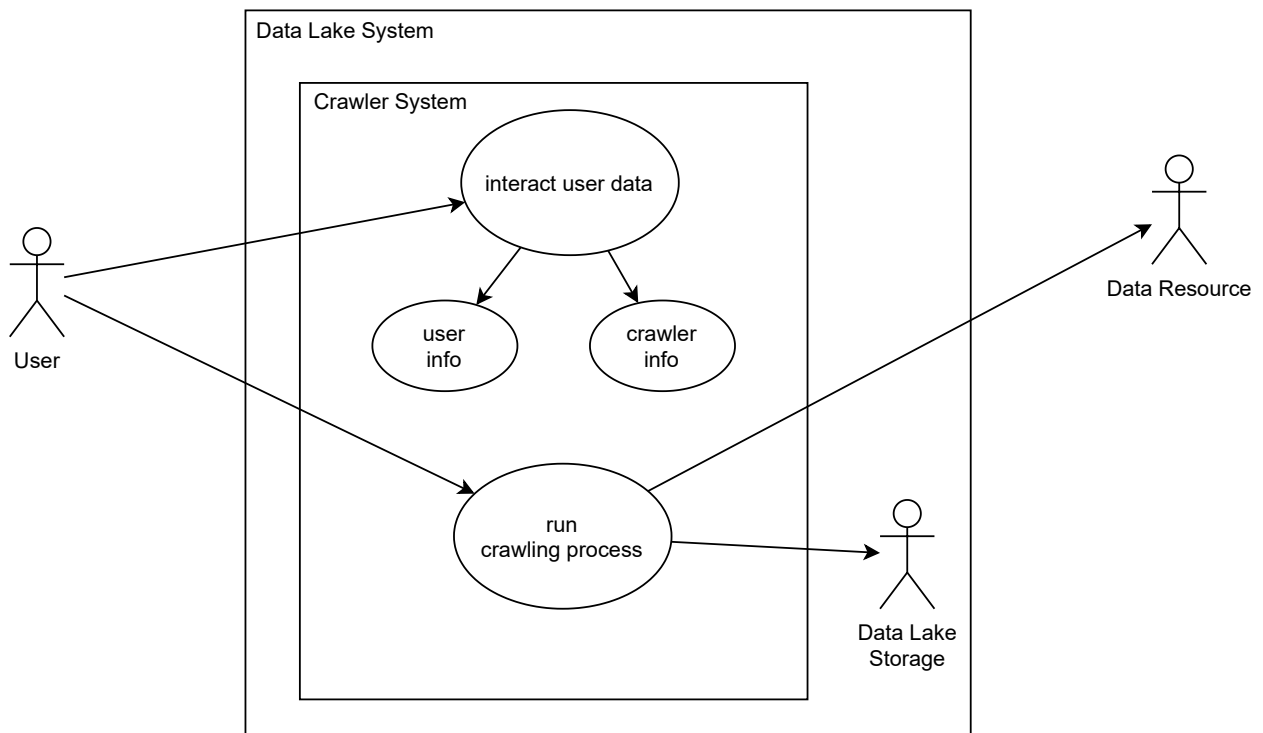 Data Lake System
Crawler System
interact user data
User
user
info
crawler
info
Data Resource
run
crawling process
Data Lake
Storage